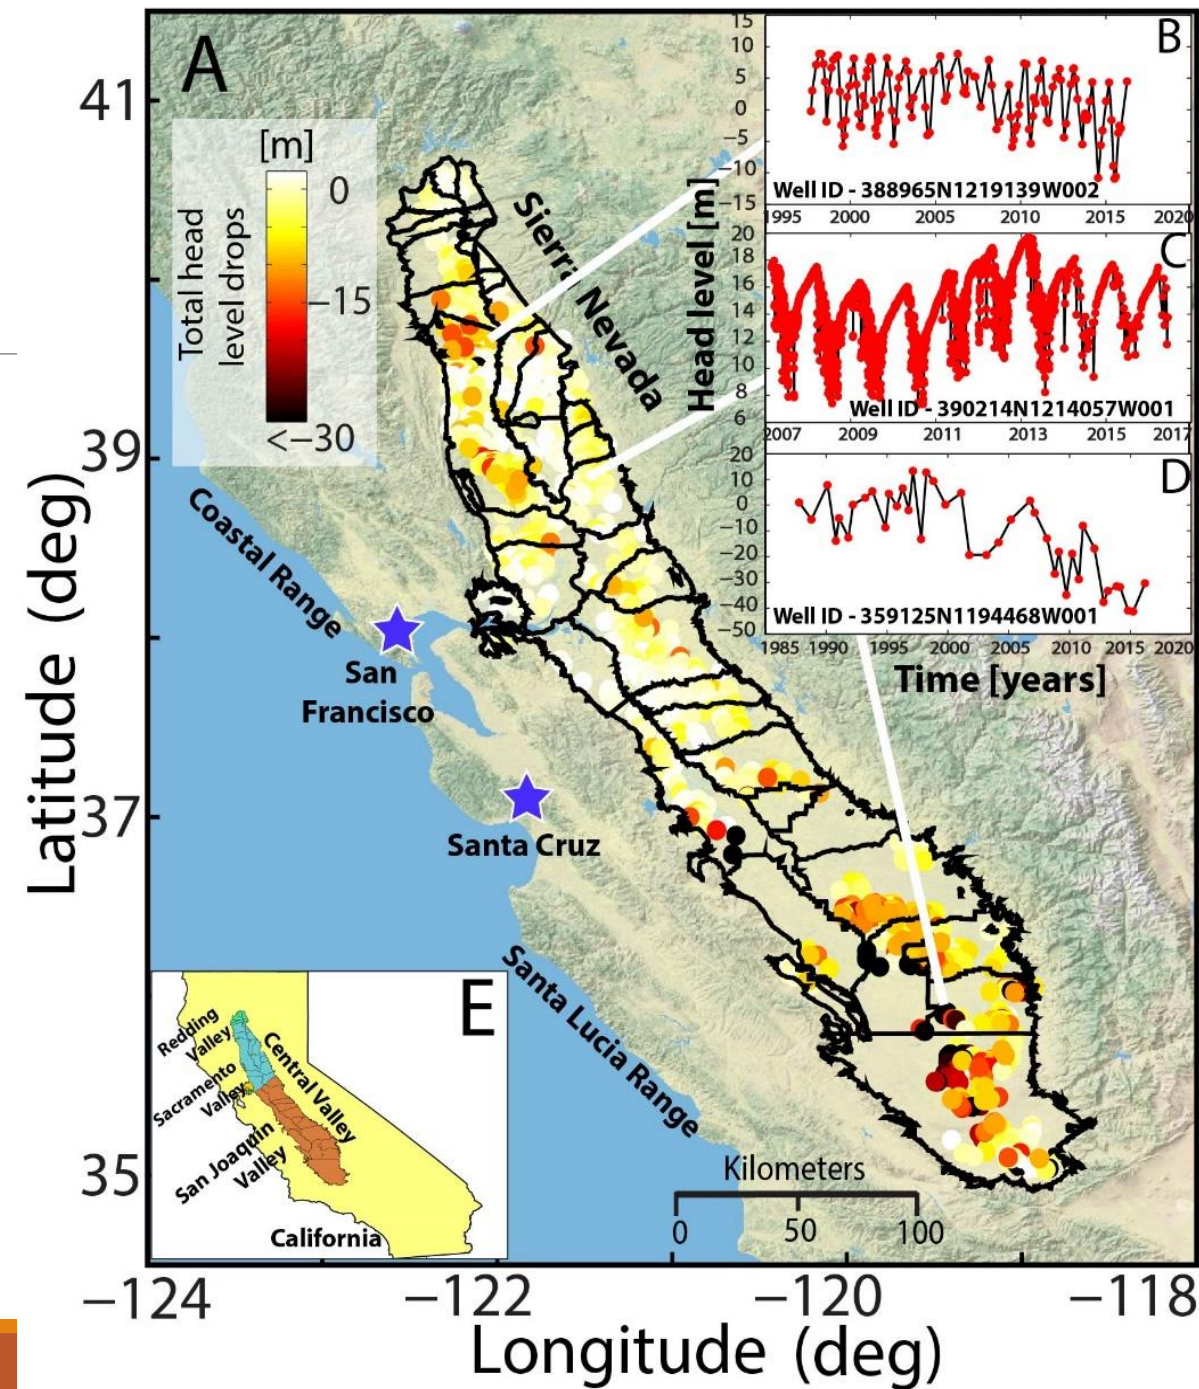 A
[m]
0
−15
<−30
Total head
level drops
Sierra Nevada
Coastal Range
San
Francisco
Santa Cruz
Santa Lucia Range
Kilometers
0 50 100
41
39
37
35
Latitude (deg)
−124 −122 −120 −118
Longitude (deg)
Head level [m]
B
15
10
5
0
−5
−10
−15
Well ID - 388965N1219139W002
1995 2000 2005 2010 2015 2020
C
20
18
16
14
12
10
8
6
Well ID - 390214N1214057W001
2007 2009 2011 2013 2015 2017
D
20
10
0
−10
−20
−30
−40
−50
Well ID - 359125N1194468W001
1985 1990 1995 2000 2005 2010 2015 2020
Time [years]
E
Redding
Valley
Sacramento
Valley
San Joaquin
Valley
Central Valley
California